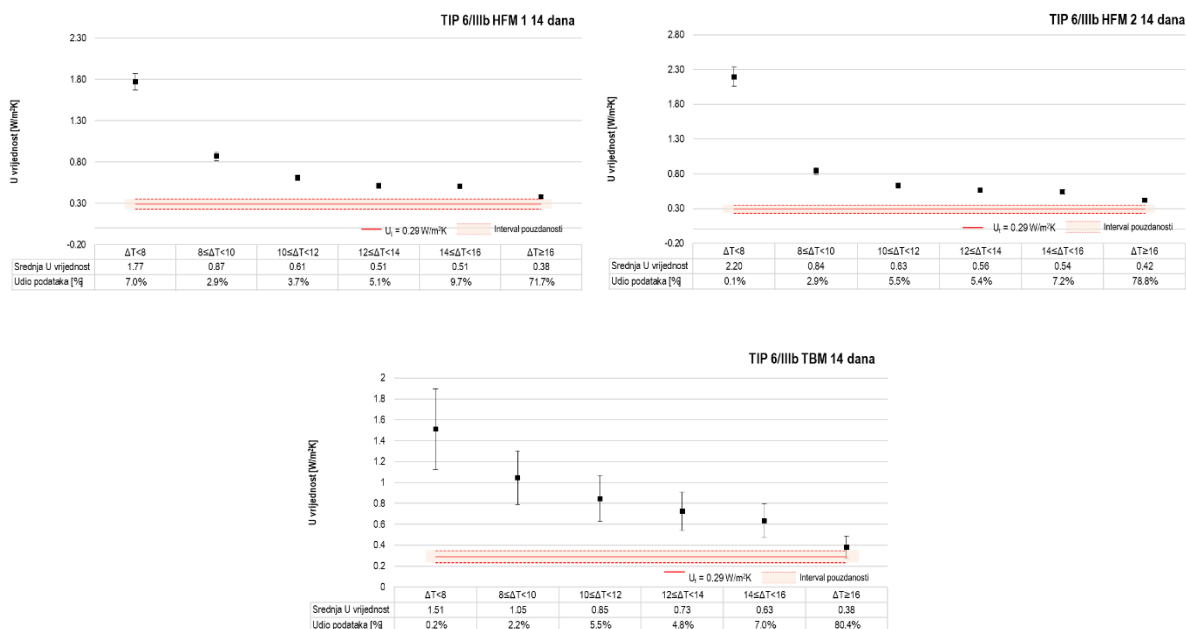 TIP 6/IIIb HFM 1 14 dana
U vrijednost [W/m²K]
2.30
1.80
1.30
0.80
0.30
-0.20
U_t = 0.29 W/m²K Interval pouzdanosti
ΔT<8 8≤ΔT<10 10≤ΔT<12 12≤ΔT<14 14≤ΔT<16 ΔT≥16
Srednja U vrijednost 1.77 0.87 0.61 0.51 0.51 0.38
Udio podataka [%] 7.0% 2.9% 3.7% 5.1% 9.7% 71.7%
TIP 6/IIIb HFM 2 14 dana
U vrijednost [W/m²K]
2.80
2.30
1.80
1.30
0.80
0.30
-0.20
U_t = 0.29 W/m²K Interval pouzdanosti
ΔT<8 8≤ΔT<10 10≤ΔT<12 12≤ΔT<14 14≤ΔT<16 ΔT≥16
Srednja U vrijednost 2.20 0.84 0.63 0.56 0.54 0.42
Udio podataka [%] 0.1% 2.9% 5.5% 5.4% 7.2% 78.8%
TIP 6/IIIb TBM 14 dana
U vrijednost [W/m²K]
2
1.8
1.6
1.4
1.2
1
0.8
0.6
0.4
0.2
0
U_t = 0.29 W/m²K Interval pouzdanosti
ΔT<8 8≤ΔT<10 10≤ΔT<12 12≤ΔT<14 14≤ΔT<16 ΔT≥16
Srednja U vrijednost 1.51 1.05 0.85 0.73 0.63 0.38
Udio podataka [%] 0.2% 2.2% 5.5% 4.8% 7.0% 80.4%